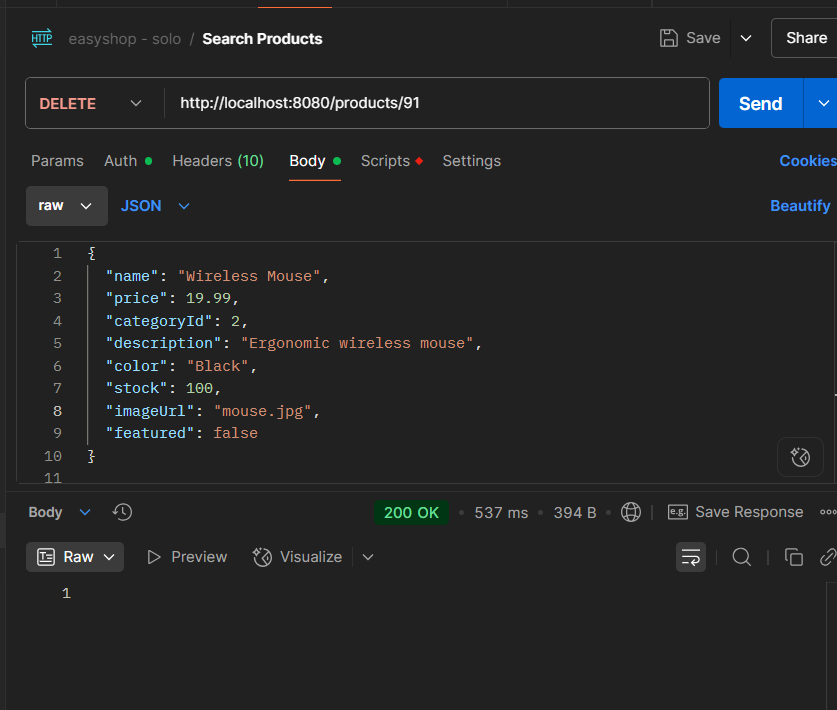 HTTP easyshop - solo / Search Products Save Share
DELETE http://localhost:8080/products/91 Send
Params Auth Headers (10) Body Scripts Settings Cookies
raw JSON Beautify
1 {
2 "name": "Wireless Mouse",
3 "price": 19.99,
4 "categoryId": 2,
5 "description": "Ergonomic wireless mouse",
6 "color": "Black",
7 "stock": 100,
8 "imageUrl": "mouse.jpg",
9 "featured": false
10 }
11
Body 200 OK 537 ms 394 B e.g. Save Response
Raw Preview Visualize
1